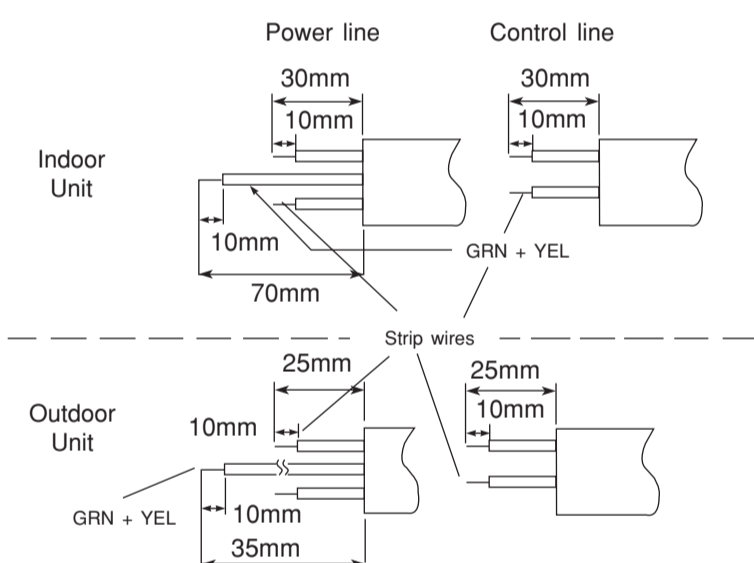 Power line
Control line
30mm
30mm
10mm
10mm
Indoor
Unit
10mm
GRN + YEL
70mm
Strip wires
25mm
25mm
Outdoor
Unit
10mm
10mm
GRN + YEL
10mm
35mm